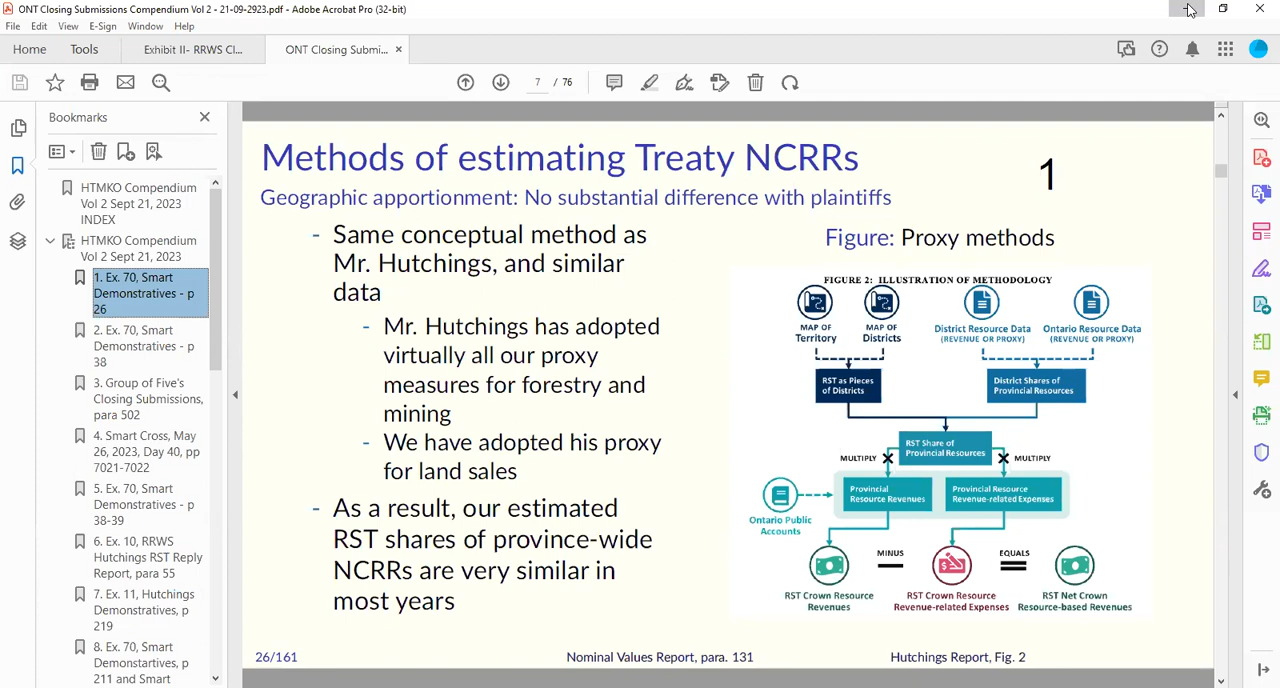 ONT Closing Submissions Compendium Vol 2 - 21-09-2923.pdf - Adobe Acrobat Pro (32-bit)
File Edit View E-Sign Window Help
Home Tools Exhibit II- RRWS Cl... ONT Closing Submi... ×
7 / 76
Bookmarks
HTMKO Compendium
Vol 2 Sept 21, 2023
INDEX
HTMKO Compendium
Vol 2 Sept 21, 2023
1. Ex. 70, Smart
Demonstratives - p
26
2. Ex. 70, Smart
Demonstratives - p
38
3. Group of Five's
Closing Submissions,
para 502
4. Smart Cross, May
26, 2023, Day 40, pp
7021-7022
5. Ex. 70, Smart
Demonstratives - p
38-39
6. Ex. 10, RRWS
Hutchings RST Reply
Report, para 55
7. Ex. 11, Hutchings
Demonstratives, p
219
8. Ex. 70, Smart
Demonstartives, p
211 and Smart
Methods of estimating Treaty NCRRs
1
Geographic apportionment: No substantial difference with plaintiffs
- Same conceptual method as
Mr. Hutchings, and similar
data
- Mr. Hutchings has adopted
virtually all our proxy
measures for forestry and
mining
- We have adopted his proxy
for land sales
- As a result, our estimated
RST shares of province-wide
NCRRs are very similar in
most years
Figure: Proxy methods
FIGURE 2: ILLUSTRATION OF METHODOLOGY
MAP OF
Territory
MAP OF
Districts
District Resource Data
(REVENUE OR PROXY)
Ontario Resource Data
(REVENUE OR PROXY)
RST as Pieces
of Districts
District Shares of
Provincial Resources
RST Share of
Provincial Resources
MULTIPLY
MULTIPLY
Provincial
Resource Revenues
Provincial Resource
Revenue-related Expenses
Ontario Public
Accounts
MINUS
EQUALS
RST Crown Resource
Revenues
RST Crown Resource
Revenue-related Expenses
RST Net Crown
Resource-based Revenues
26/161
Nominal Values Report, para. 131
Hutchings Report, Fig. 2